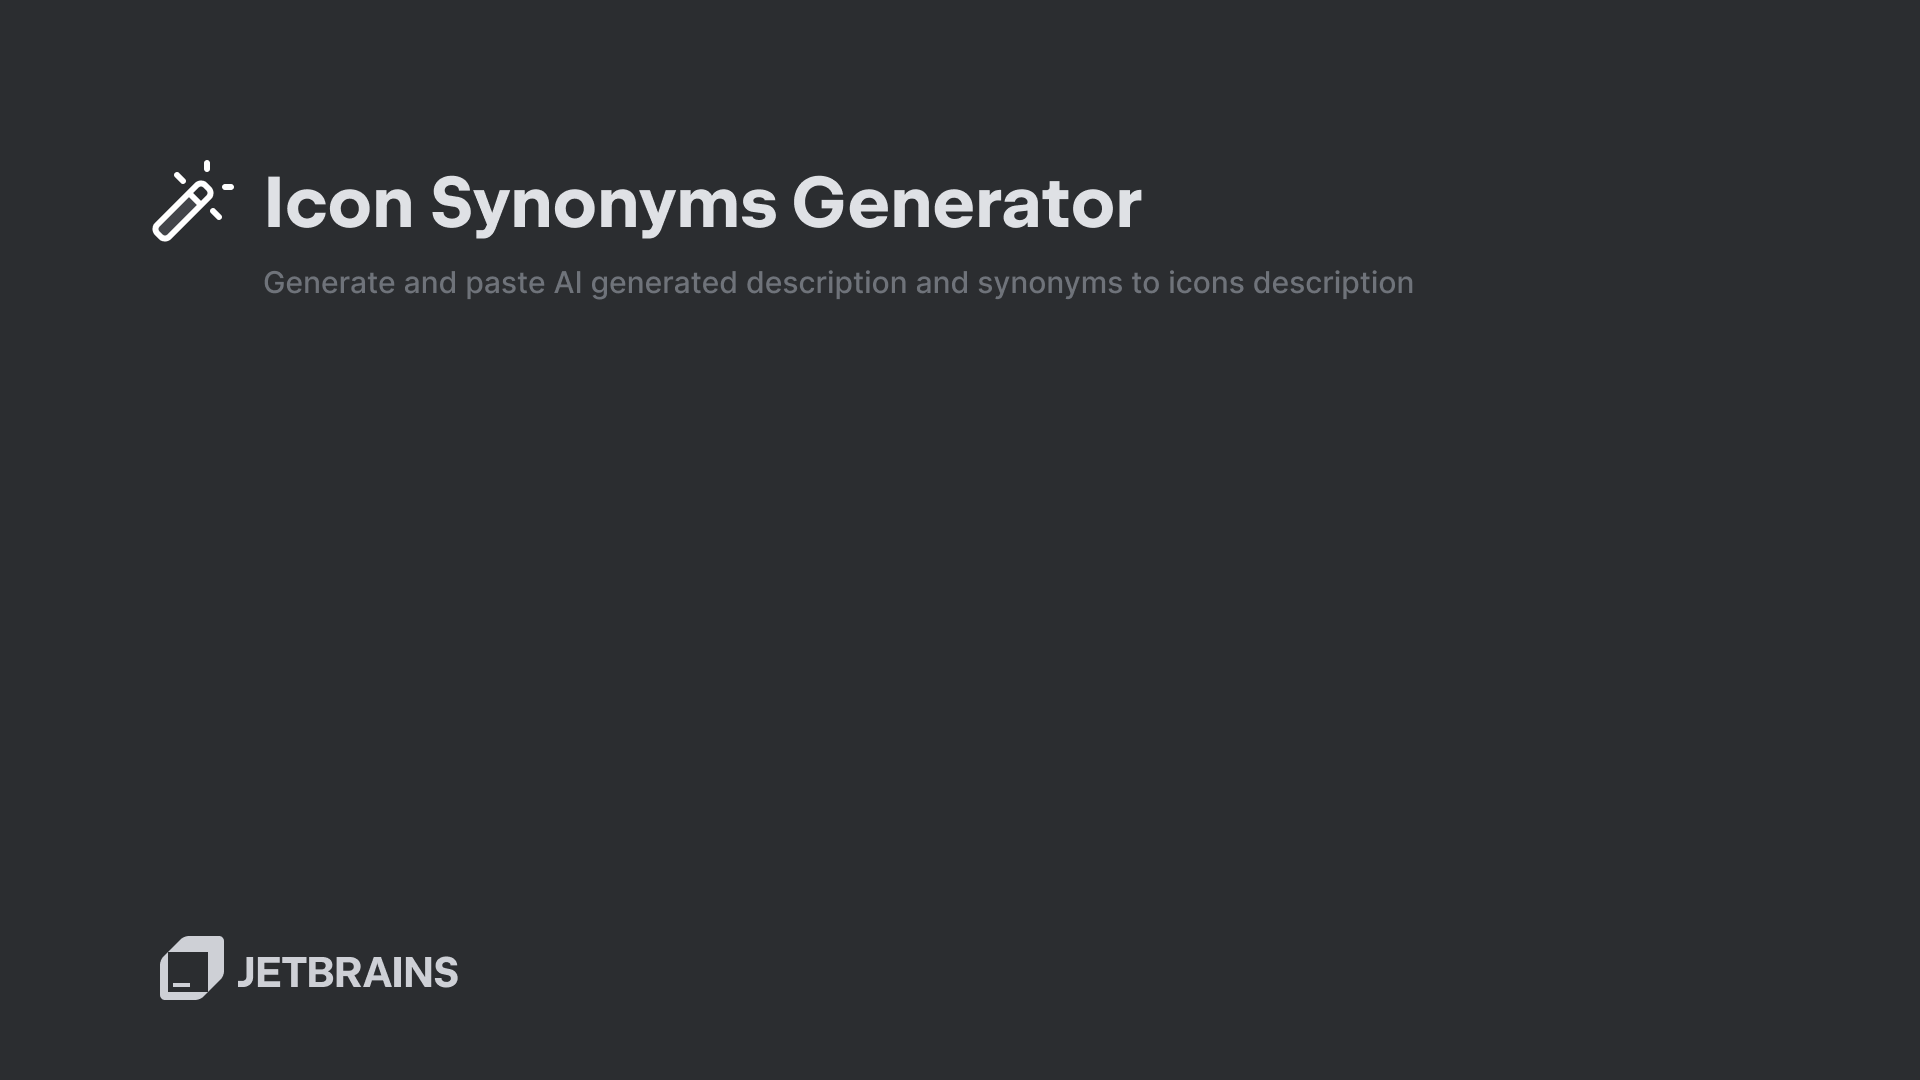 Icon Synonyms Generator
Generate and paste AI generated description and synonyms to icons description
JETBRAINS